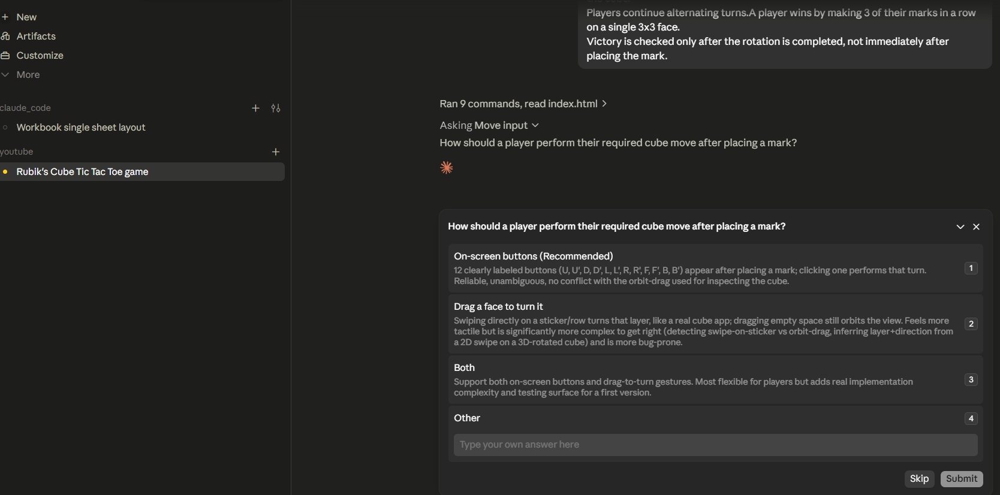 New
Artifacts
Customize
More
claude_code
Workbook single sheet layout
youtube
Rubik's Cube Tic Tac Toe game
Players continue alternating turns.A player wins by making 3 of their marks in a row
on a single 3x3 face.
Victory is checked only after the rotation is completed, not immediately after
placing the mark.
Ran 9 commands, read index.html
Asking Move input
How should a player perform their required cube move after placing a mark?
How should a player perform their required cube move after placing a mark?
On-screen buttons (Recommended)
12 clearly labeled buttons (U, U', D, D', L, L', R, R', F, F', B, B') appear after placing a mark; clicking one performs that turn.
Reliable, unambiguous, no conflict with the orbit-drag used for inspecting the cube.
1
Drag a face to turn it
Swiping directly on a sticker/row turns that layer, like a real cube app; dragging empty space still orbits the view. Feels more
tactile but is significantly more complex to get right (detecting swipe-on-sticker vs orbit-drag, inferring layer+direction from
a 2D swipe on a 3D-rotated cube) and is more bug-prone.
2
Both
Support both on-screen buttons and drag-to-turn gestures. Most flexible for players but adds real implementation
complexity and testing surface for a first version.
3
Other
4
Type your own answer here
Skip
Submit